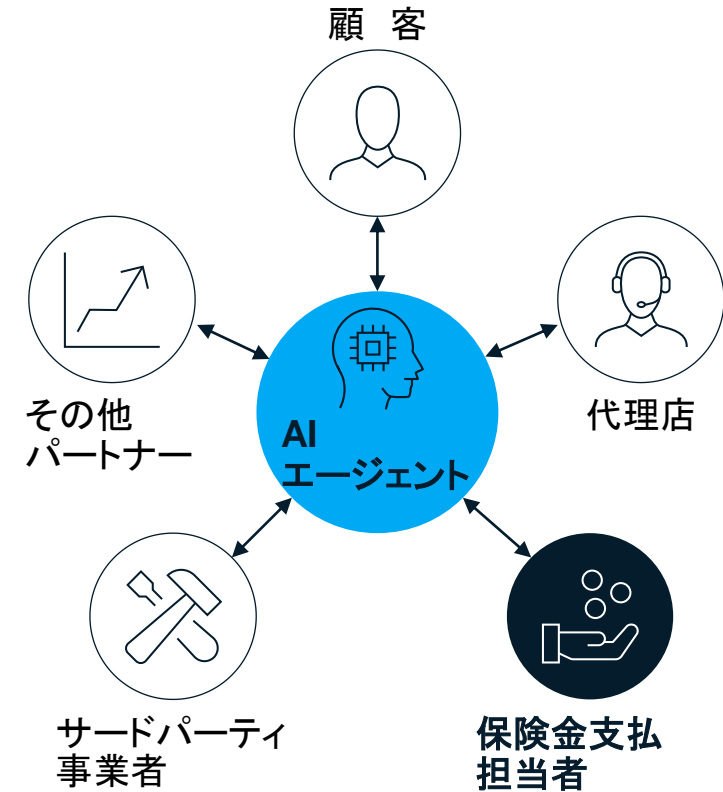 顧 客
その他
パートナー
AI
エージェント
代理店
サードパーティ
事業者
保険金支払
担当者